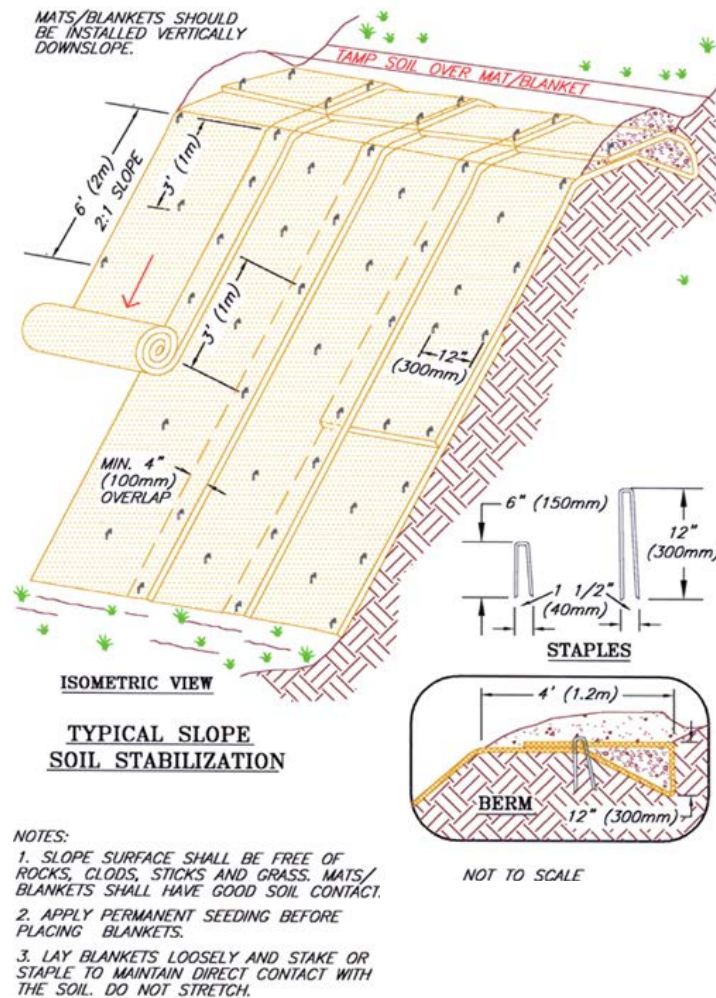 MATS/BLANKETS SHOULD
BE INSTALLED VERTICALLY
DOWNSLOPE.
TAMP SOIL OVER MAT/BLANKET
6' (2m)
2:1 SLOPE
3' (1m)
3' (1m)
12"
(300mm)
MIN. 4"
(100mm)
OVERLAP
6" (150mm)
12"
(300mm)
1 1/2"
(40mm)
STAPLES
ISOMETRIC VIEW
TYPICAL SLOPE
SOIL STABILIZATION
4' (1.2m)
BERM
12" (300mm)
NOT TO SCALE
NOTES:
1. SLOPE SURFACE SHALL BE FREE OF
ROCKS, CLODS, STICKS AND GRASS. MATS/
BLANKETS SHALL HAVE GOOD SOIL CONTACT.
2. APPLY PERMANENT SEEDING BEFORE
PLACING BLANKETS.
3. LAY BLANKETS LOOSELY AND STAKE OR
STAPLE TO MAINTAIN DIRECT CONTACT WITH
THE SOIL. DO NOT STRETCH.